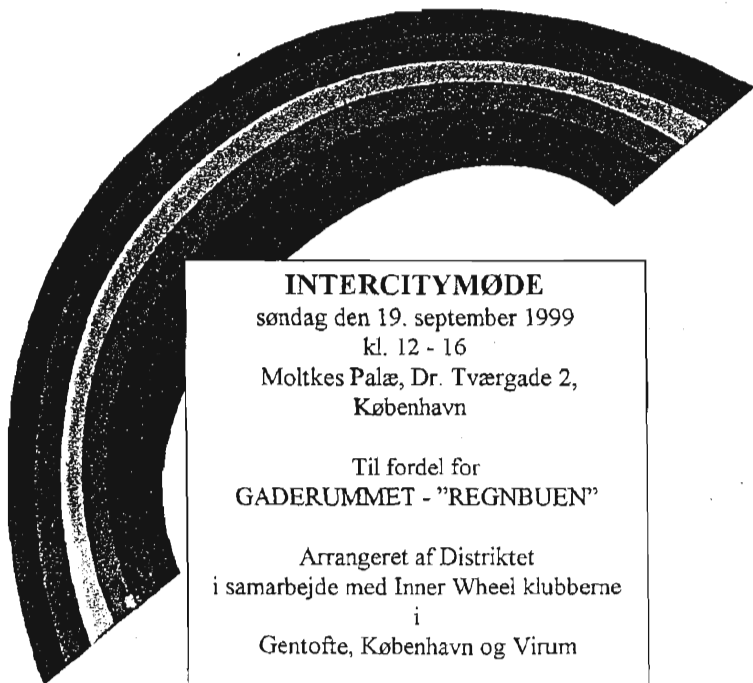 INTERCITYMØDE
søndag den 19. september 1999
kl. 12 - 16
Moltkes Palæ, Dr. Tværgade 2,
København
Til fordel for
GADERUMMET - "REGNBUEN"
Arrangeret af Distriktet
i samarbejde med Inner Wheel klubberne
i
Gentofte, København og Virum